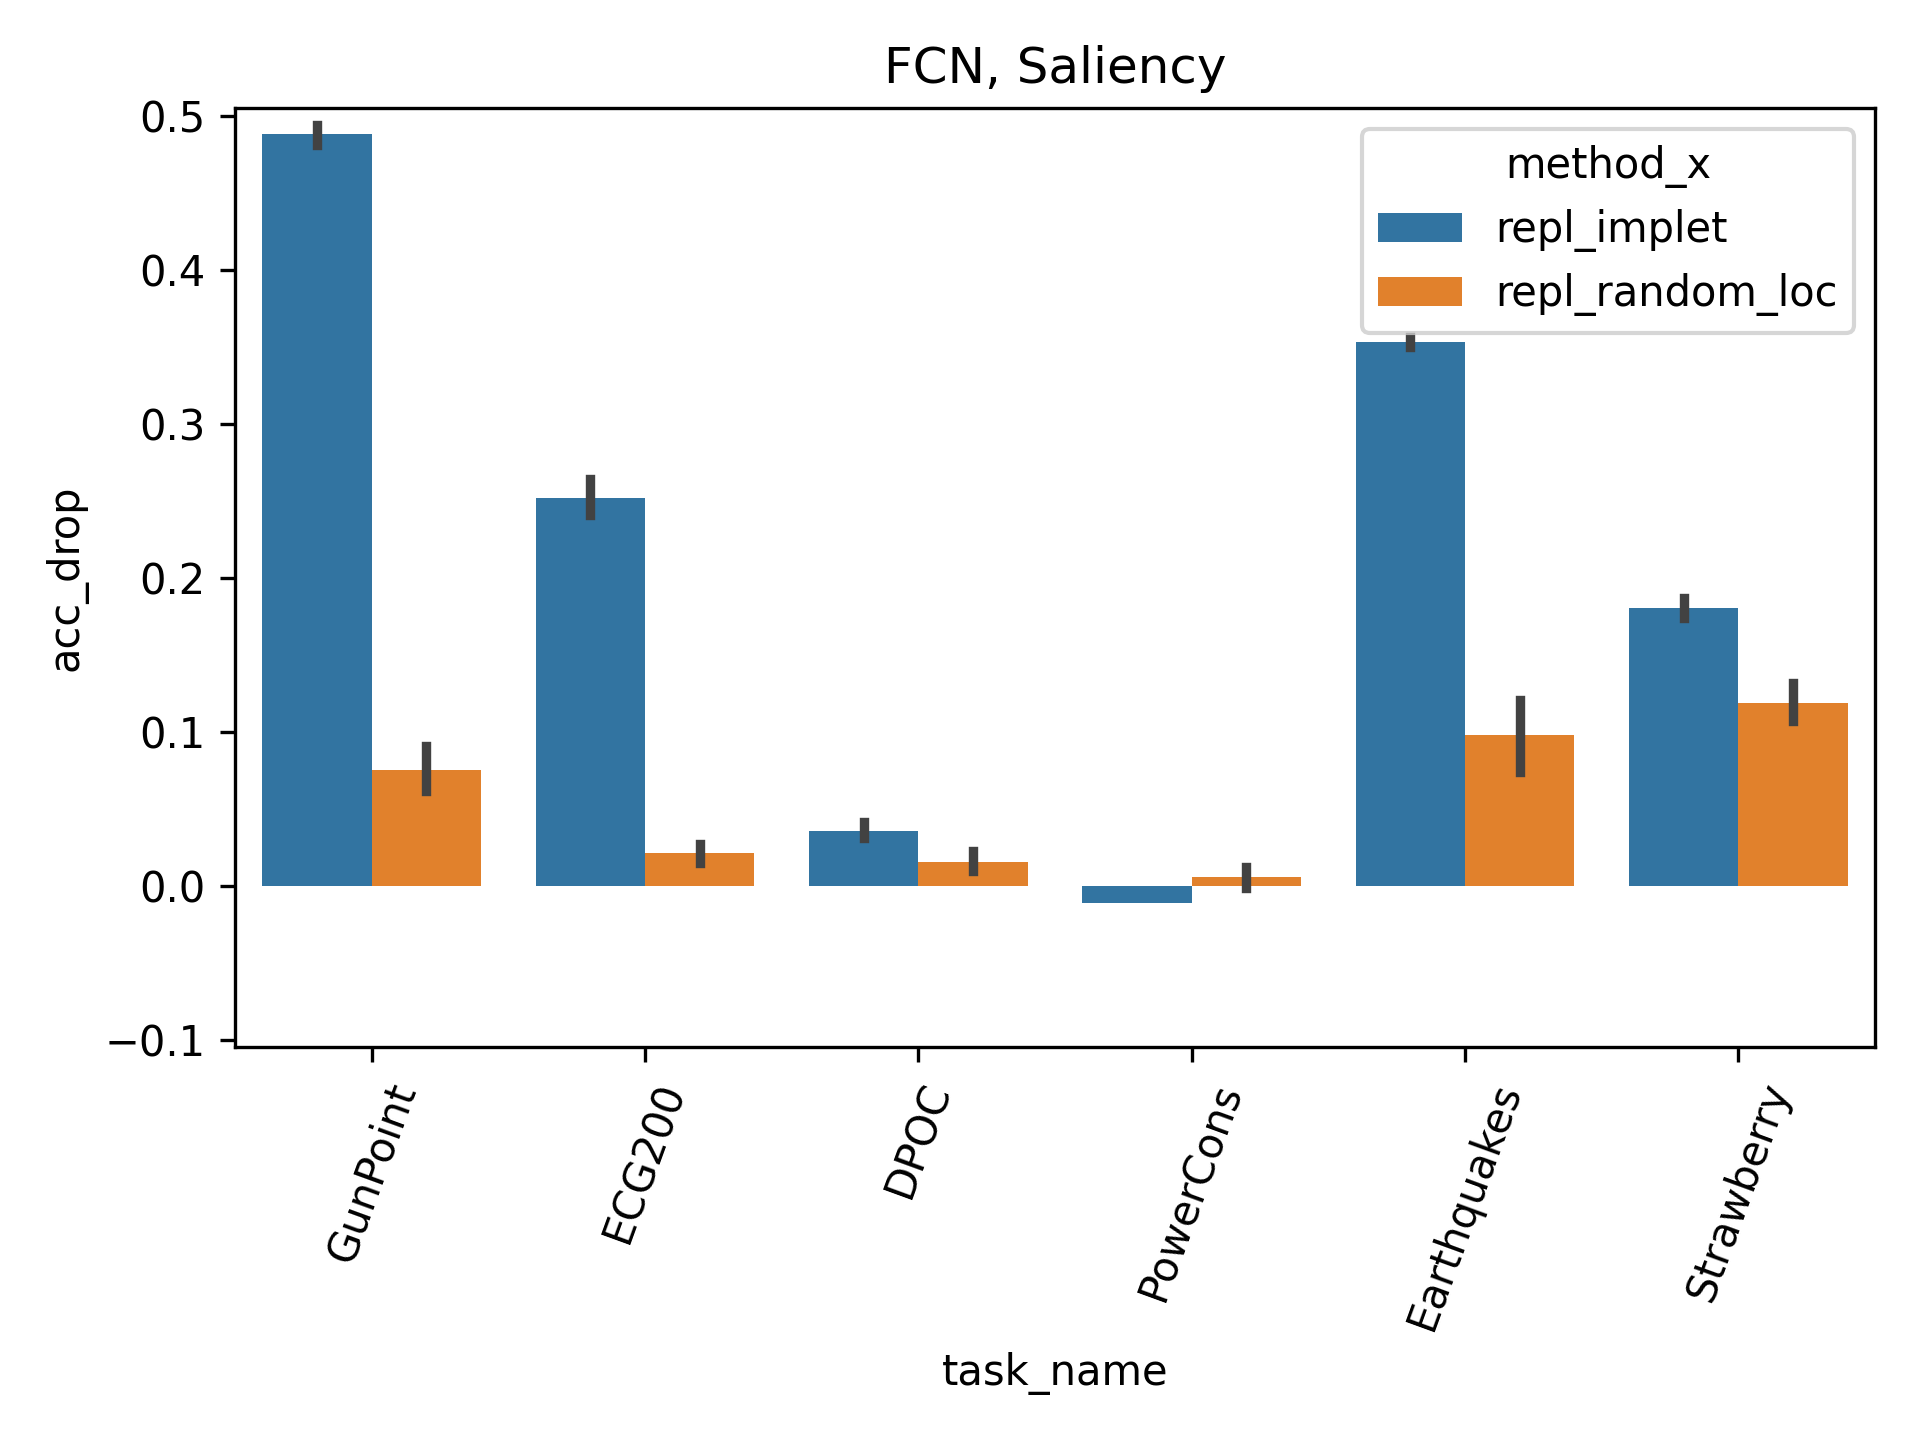 FCN, Saliency
method_x
repl_implet
repl_random_loc
acc_drop
0.5
0.4
0.3
0.2
0.1
0.0
−0.1
GunPoint
ECG200
DPOC
PowerCons
Earthquakes
Strawberry
task_name